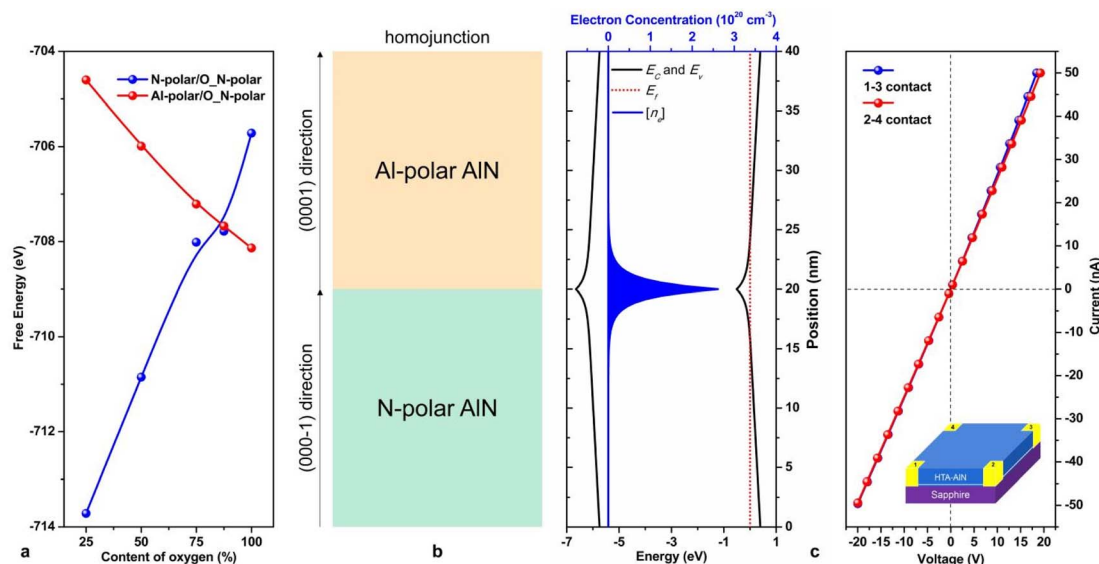 -704
-706
-708
-710
-712
-714
Free Energy (eV)
N-polar/O_N-polar
Al-polar/O_N-polar
25
50
75
100
Content of oxygen (%)
a
homojunction
(0001) direction
(000-1) direction
Al-polar AlN
N-polar AlN
b
Electron Concentration (10²⁰ cm⁻³)
0
1
2
3
4
E_C and E_v
E_f
[n_e]
40
35
30
25
20
15
10
5
0
Position (nm)
-7
-5
-3
-1
Energy (eV)
c
1-3 contact
2-4 contact
50
40
30
20
10
0
-10
-20
-30
-40
-50
Current (nA)
4
3
1
2
HTA-AlN
Sapphire
-20
-15
-10
-5
0
5
10
15
20
Voltage (V)